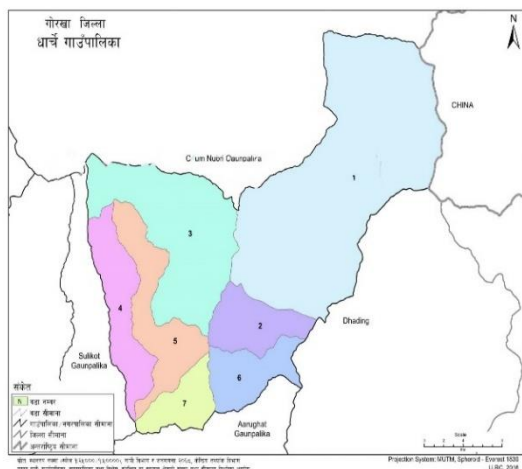 गोरखा जिल्ला
धार्चे गाउँपालिका
N
CHINA
Chum Nubri Gaunpalika
1
3
4
2
Dhading
5
Sulikot
Gaunpalika
6
7
Aarughat
Gaunpalika
संकेत
N वडा नम्बर
वडा सीमाना
गाउँपालिका/नगरपालिका सीमाना
जिल्ला सीमाना
अन्तर्राष्ट्रिय सीमाना
Scale
Projection System: MUTM, Spheroid - Everest 1830